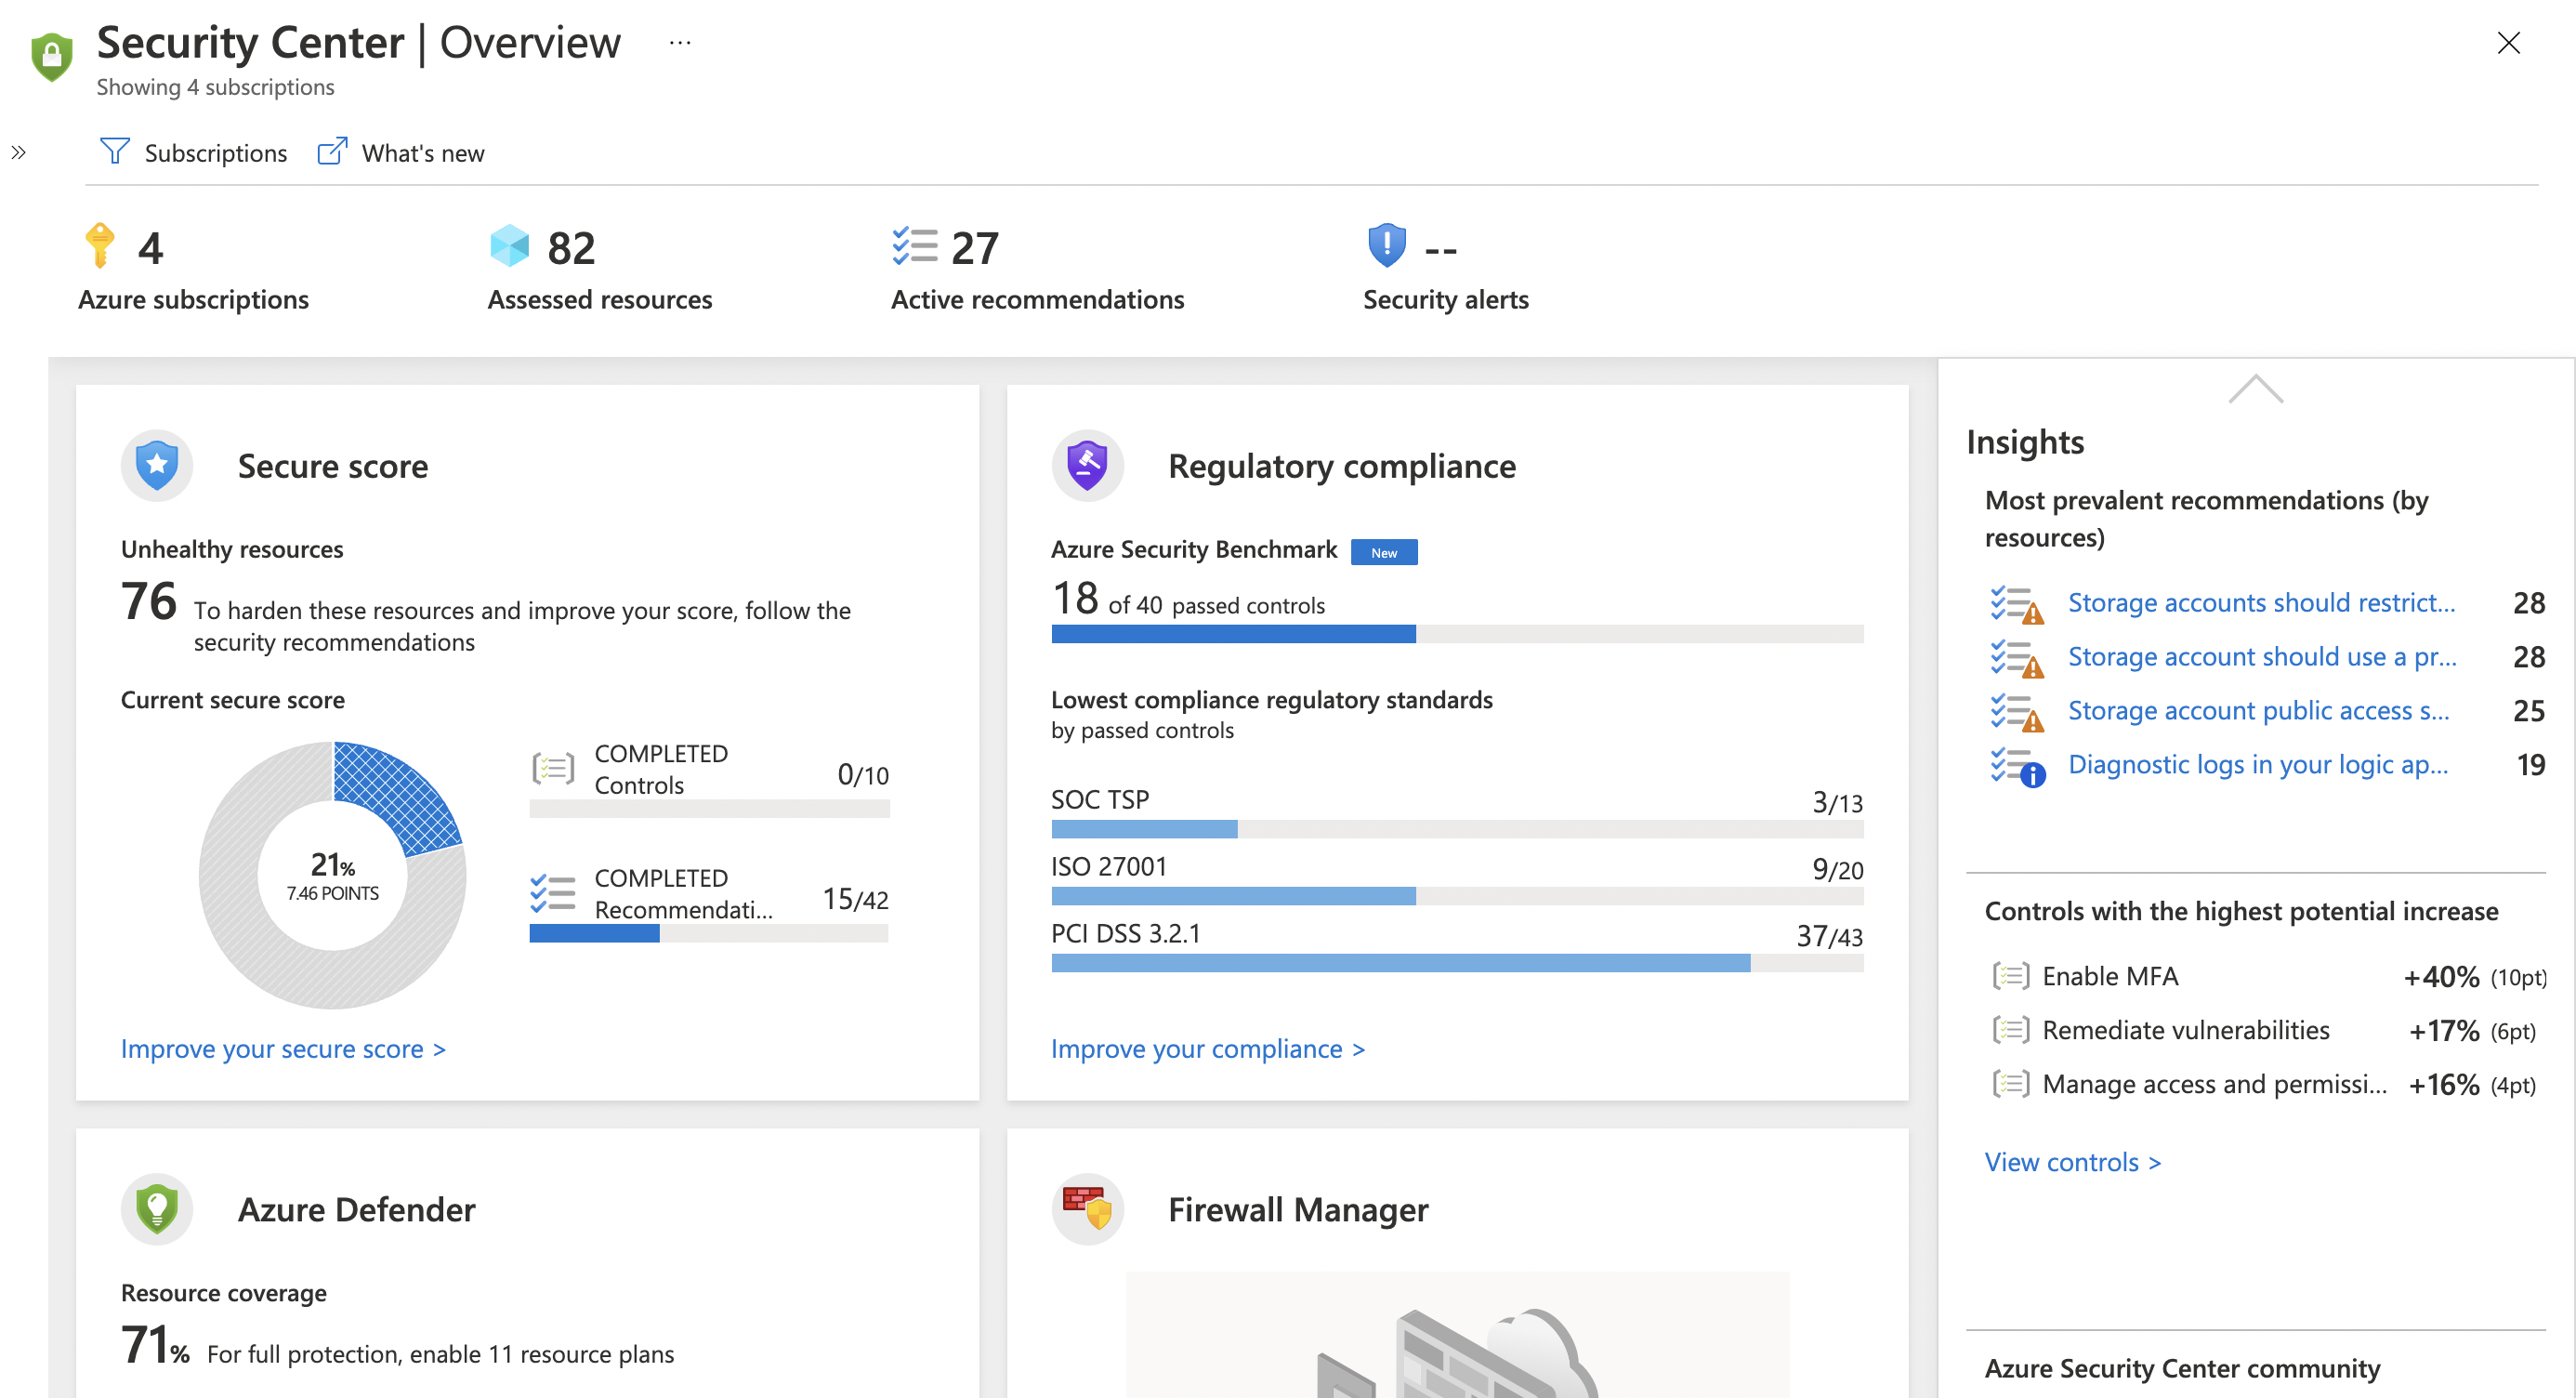 Security Center | Overview ...
Showing 4 subscriptions
Subscriptions What's new
4 82 27 --
Azure subscriptions Assessed resources Active recommendations Security alerts
Secure score
Unhealthy resources
76 To harden these resources and improve your score, follow the
security recommendations
Current secure score
21%
7.46 POINTS
COMPLETED
Controls 0/10
COMPLETED
Recommendati... 15/42
Improve your secure score >
Regulatory compliance
Azure Security Benchmark New
18 of 40 passed controls
Lowest compliance regulatory standards
by passed controls
SOC TSP 3/13
ISO 27001 9/20
PCI DSS 3.2.1 37/43
Improve your compliance >
Azure Defender
Resource coverage
71% For full protection, enable 11 resource plans
Firewall Manager
Insights
Most prevalent recommendations (by
resources)
Storage accounts should restrict... 28
Storage account should use a pr... 28
Storage account public access s... 25
Diagnostic logs in your logic ap... 19
Controls with the highest potential increase
Enable MFA +40% (10pt)
Remediate vulnerabilities +17% (6pt)
Manage access and permissi... +16% (4pt)
View controls >
Azure Security Center community